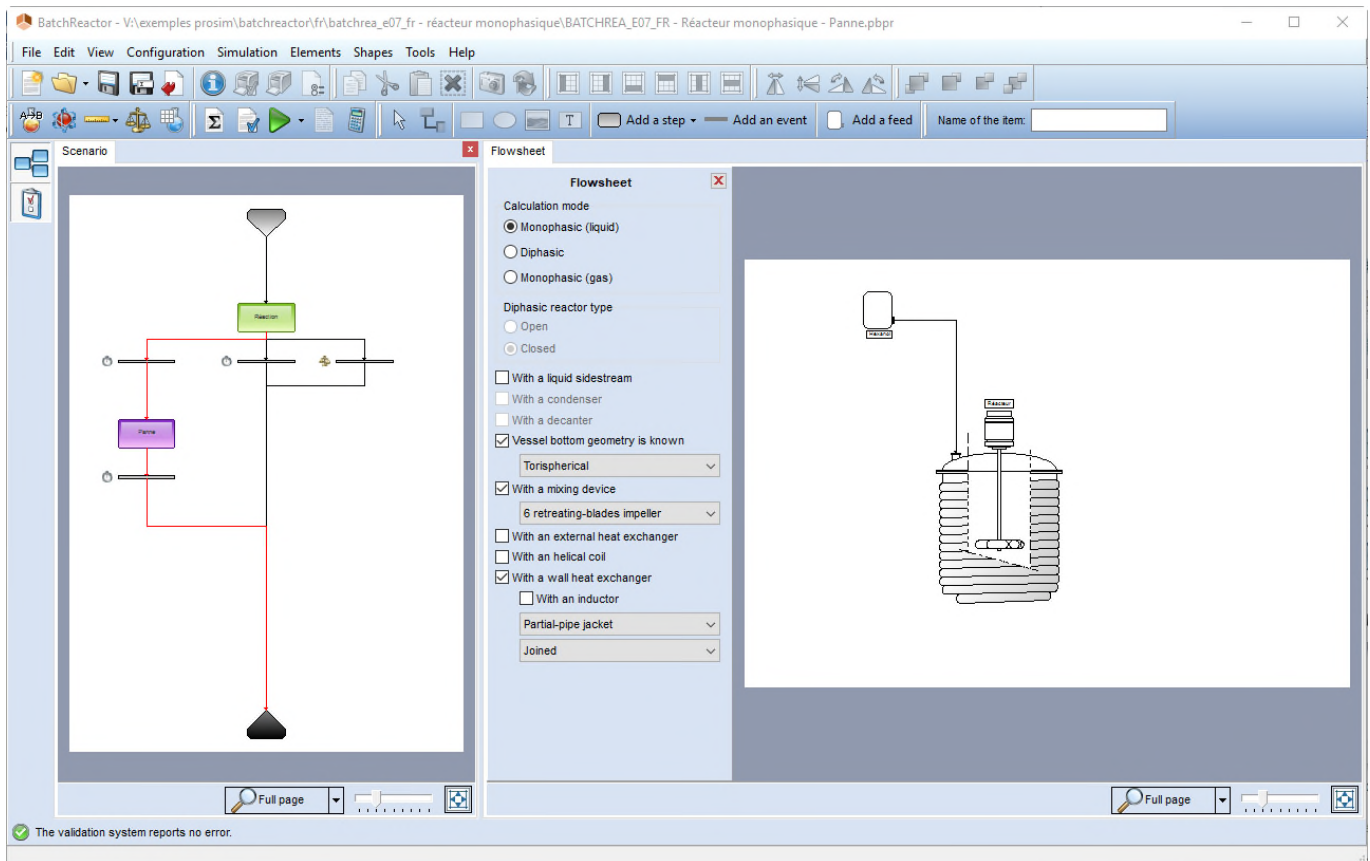 BatchReactor - V:\exemples prosim\batchreactor\fr\batchrea_e07_fr - réacteur monophasique\BATCHREA_E07_FR - Réacteur monophasique - Panne.pbpr
File Edit View Configuration Simulation Elements Shapes Tools Help
Add a step Add an event Add a feed Name of the item:
Scenario
Flowsheet
Réaction
Panne
Flowsheet
Calculation mode
Monophasic (liquid)
Diphasic
Monophasic (gas)
Diphasic reactor type
Open
Closed
With a liquid sidestream
With a condenser
With a decanter
Vessel bottom geometry is known
Torispherical
With a mixing device
6 retreating-blades impeller
With an external heat exchanger
With an helical coil
With a wall heat exchanger
With an inductor
Partial-pipe jacket
Joined
Réacteur
Full page
Full page
The validation system reports no error.